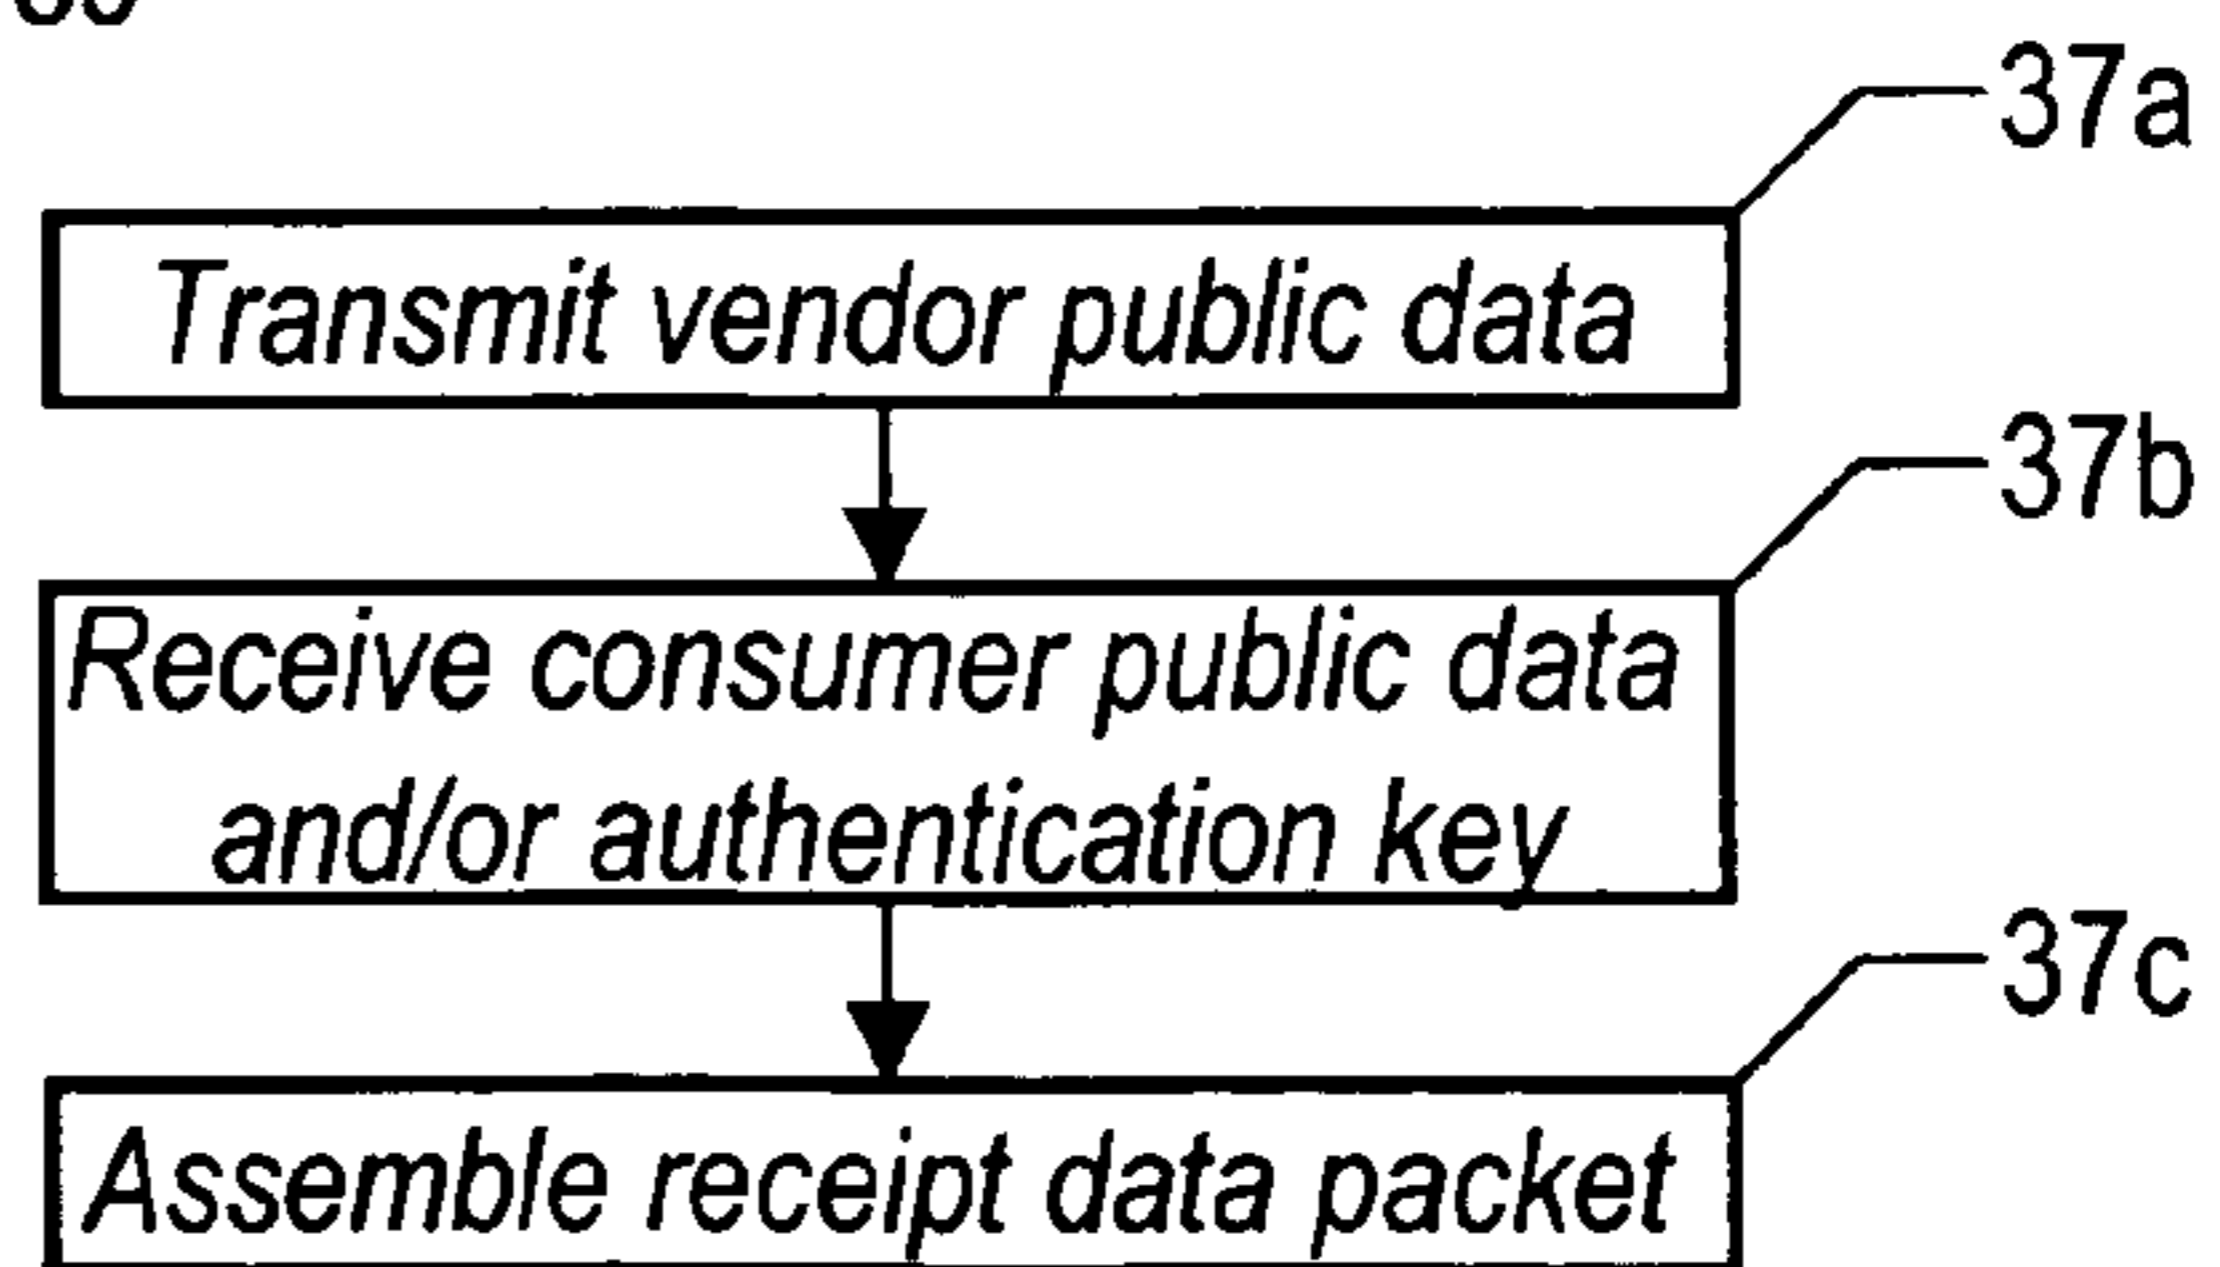 37a
Transmit vendor public data
37b
Receive consumer public data
and/or authentication key
37c
Assemble receipt data packet